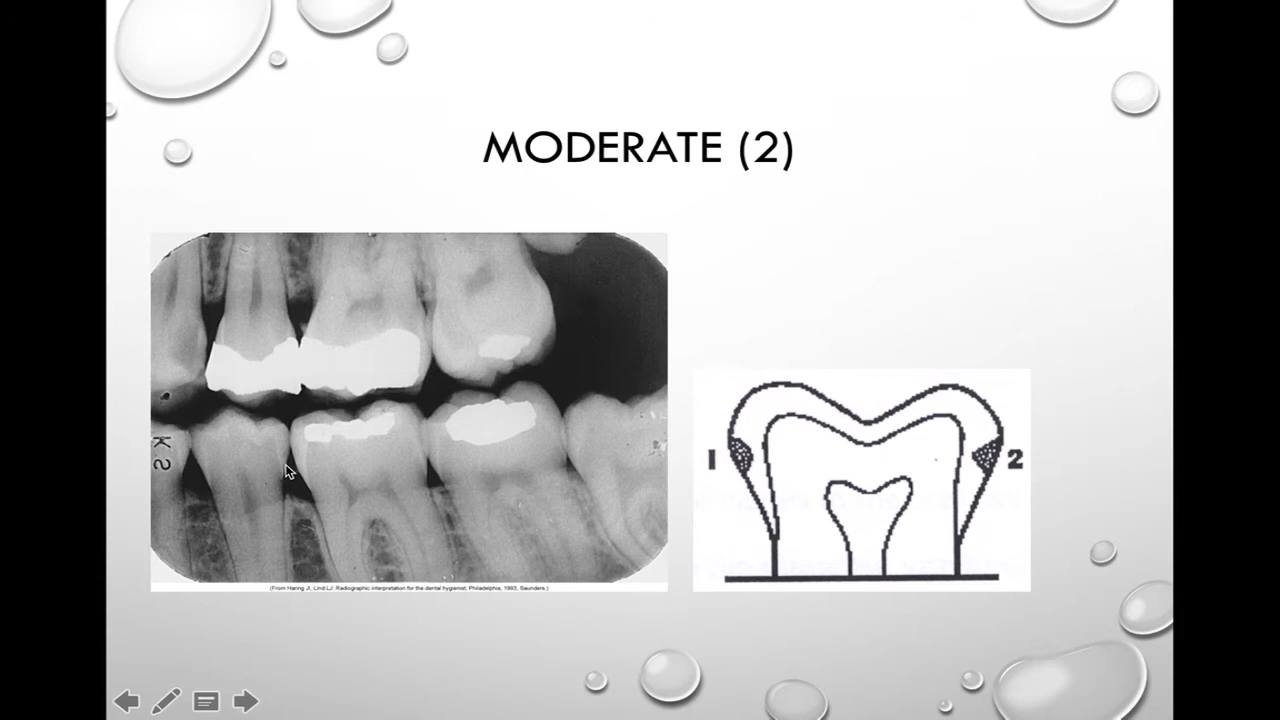 MODERATE (2)
K S
1
2
(From Haring JI, Lind LJ: Radiographic interpretation for the dental hygienist, Philadelphia, 1993, Saunders.)